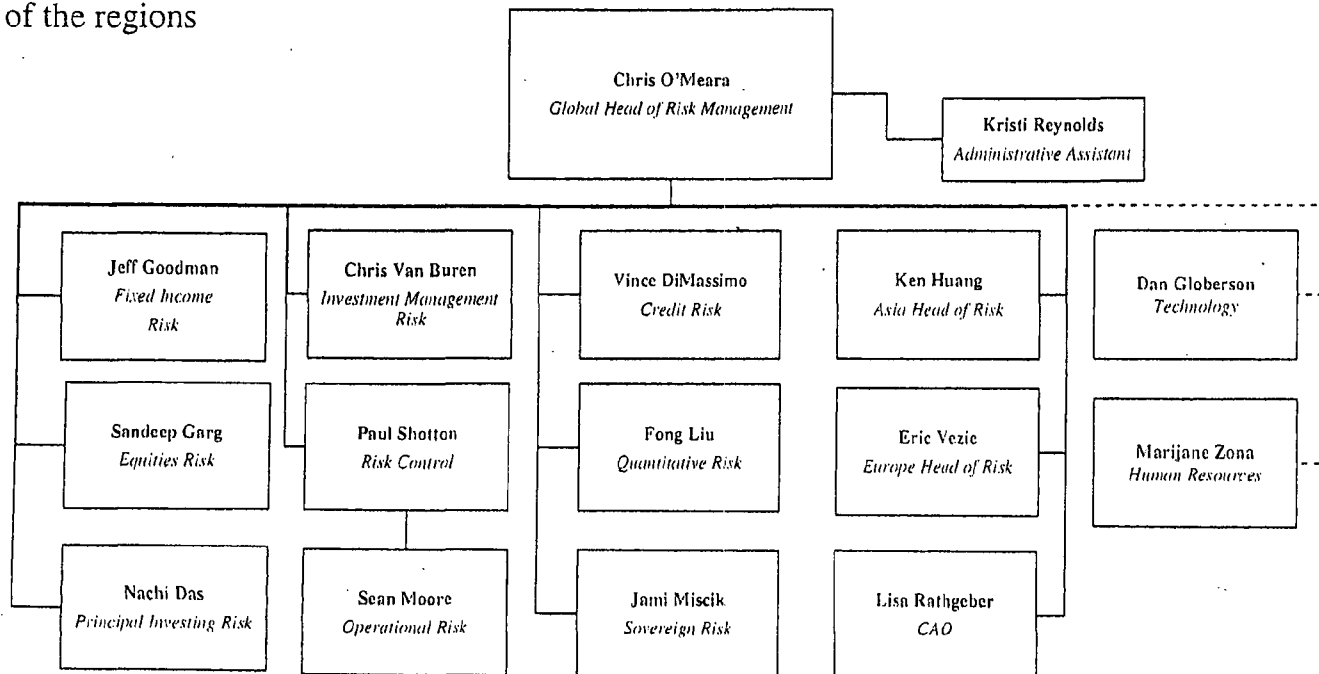 of the regions
Chris O'Meara
Global Head of Risk Management
Kristi Reynolds
Administrative Assistant
Jeff Goodman
Fixed Income
Risk
Chris Van Buren
Investment Management
Risk
Vince DiMassimo
Credit Risk
Ken Huang
Asia Head of Risk
Dan Globerson
Technology
Sandeep Garg
Equities Risk
Paul Shotton
Risk Control
Fong Liu
Quantitative Risk
Eric Vezie
Europe Head of Risk
Marijane Zona
Human Resources
Nachi Das
Principal Investing Risk
Sean Moore
Operational Risk
Jami Miscik
Sovereign Risk
Lisa Rathgeber
CAO